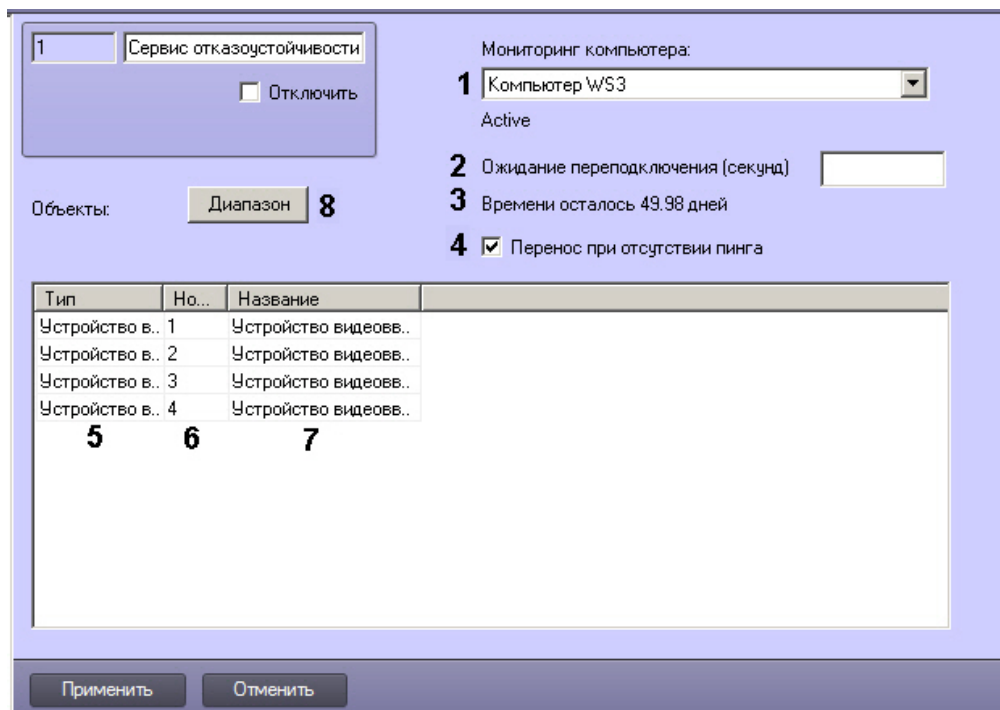 1 Сервис отказоустойчивости
Отключить
Мониторинг компьютера:
1 Компьютер WS3
Active
2 Ожидание переподключения (секунд)
3 Времени осталось 49.98 дней
4 Перенос при отсутствии пинга
Объекты: Диапазон 8
Тип Но... Название
Устройство в.. 1 Устройство видеовв..
Устройство в.. 2 Устройство видеовв..
Устройство в.. 3 Устройство видеовв..
Устройство в.. 4 Устройство видеовв..
5 6 7
Применить Отменить